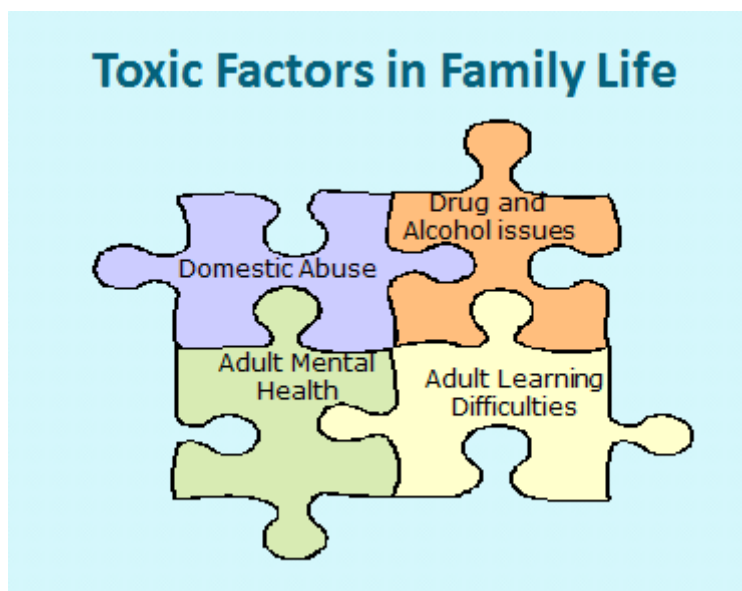 Toxic Factors in Family Life
Drug and
Alcohol issues
Domestic Abuse
Adult Mental
Health
Adult Learning
Difficulties